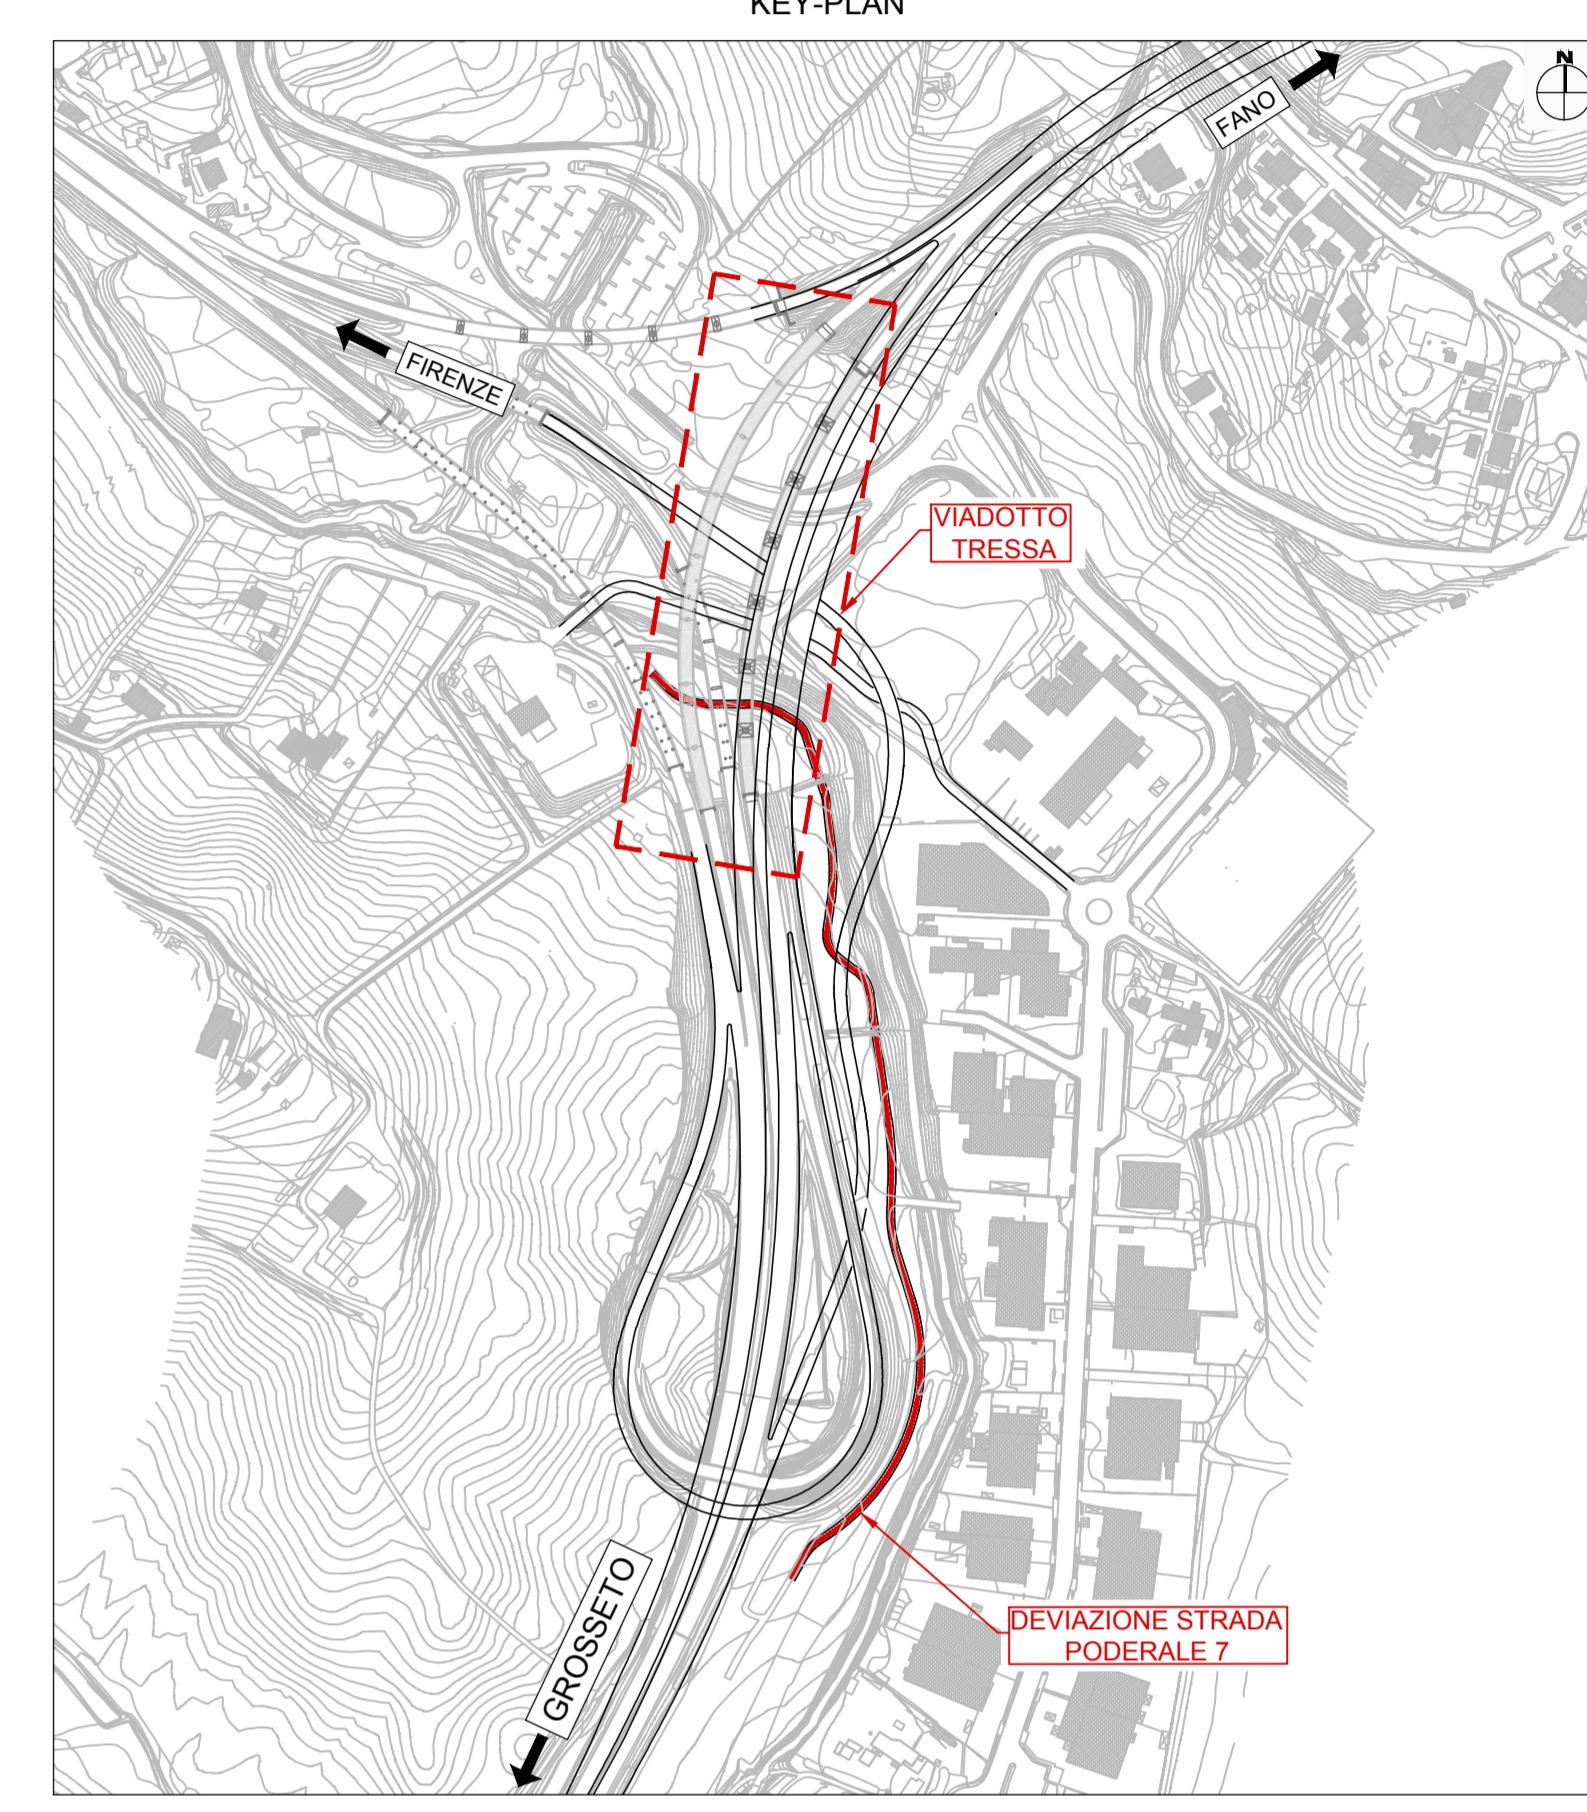 KEY-PLAN
N
FANO
FIRENZE
VIADOTTO
TRESSA
GROSSETO
DEVIAZIONE STRADA
PODERALE 7